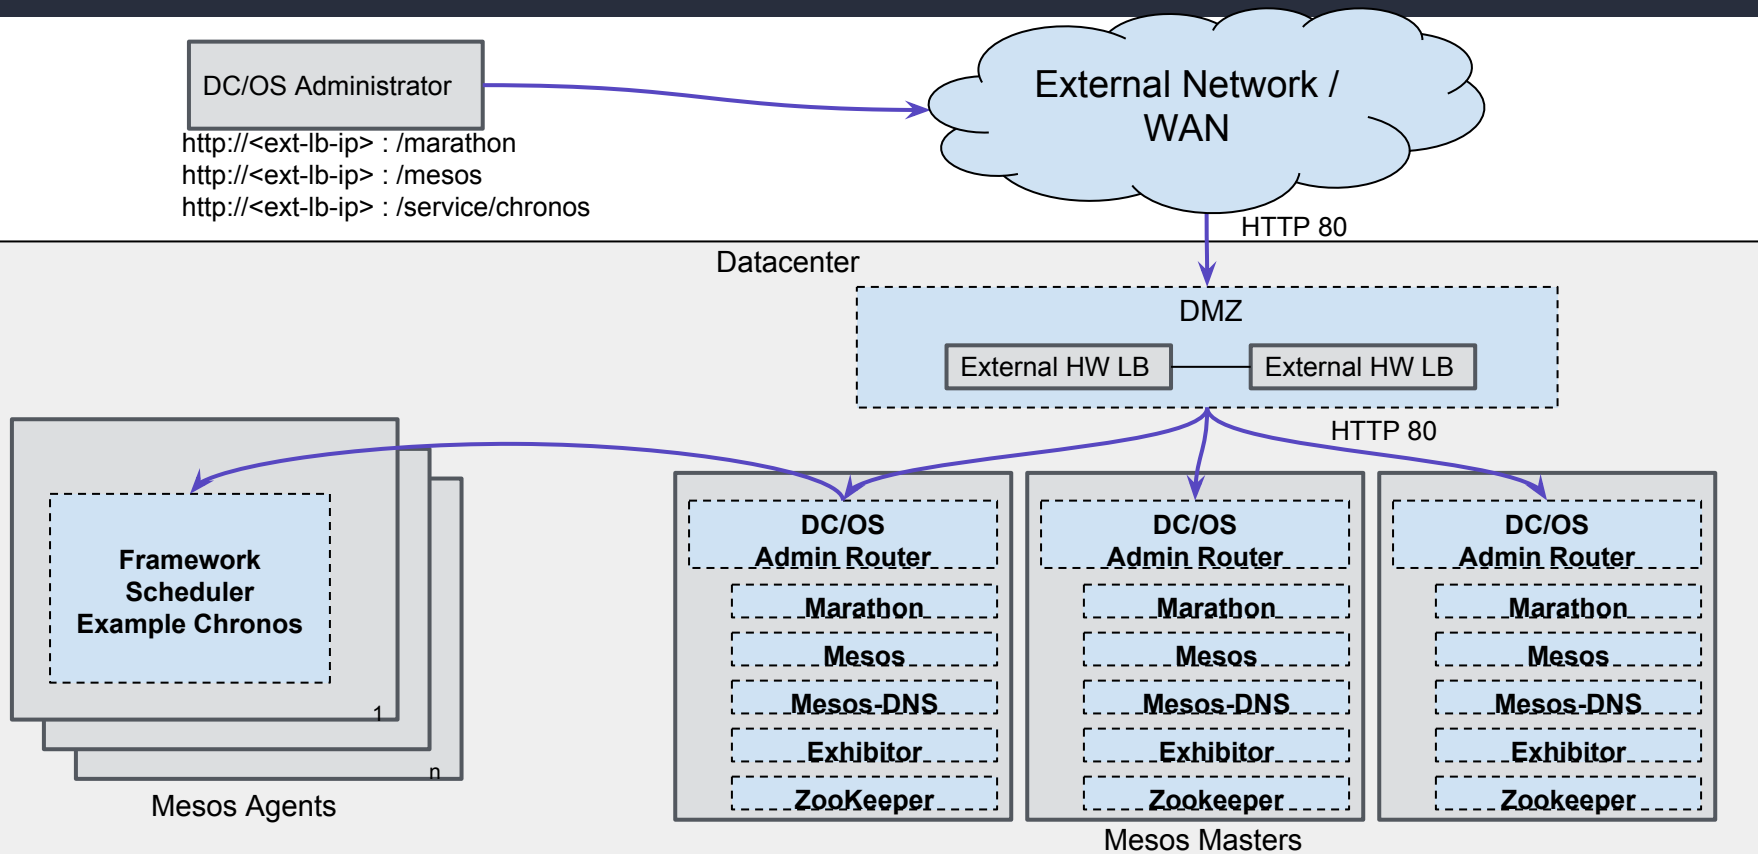 DC/OS Administrator
http://<ext-lb-ip> : /marathon
http://<ext-lb-ip> : /mesos
http://<ext-lb-ip> : /service/chronos
External Network /
WAN
HTTP 80
Datacenter
DMZ
External HW LB
External HW LB
HTTP 80
Framework
Scheduler
Example Chronos
1
n
Mesos Agents
DC/OS
Admin Router
Marathon
Mesos
Mesos-DNS
Exhibitor
ZooKeeper
DC/OS
Admin Router
Marathon
Mesos
Mesos-DNS
Exhibitor
Zookeeper
DC/OS
Admin Router
Marathon
Mesos
Mesos-DNS
Exhibitor
Zookeeper
Mesos Masters